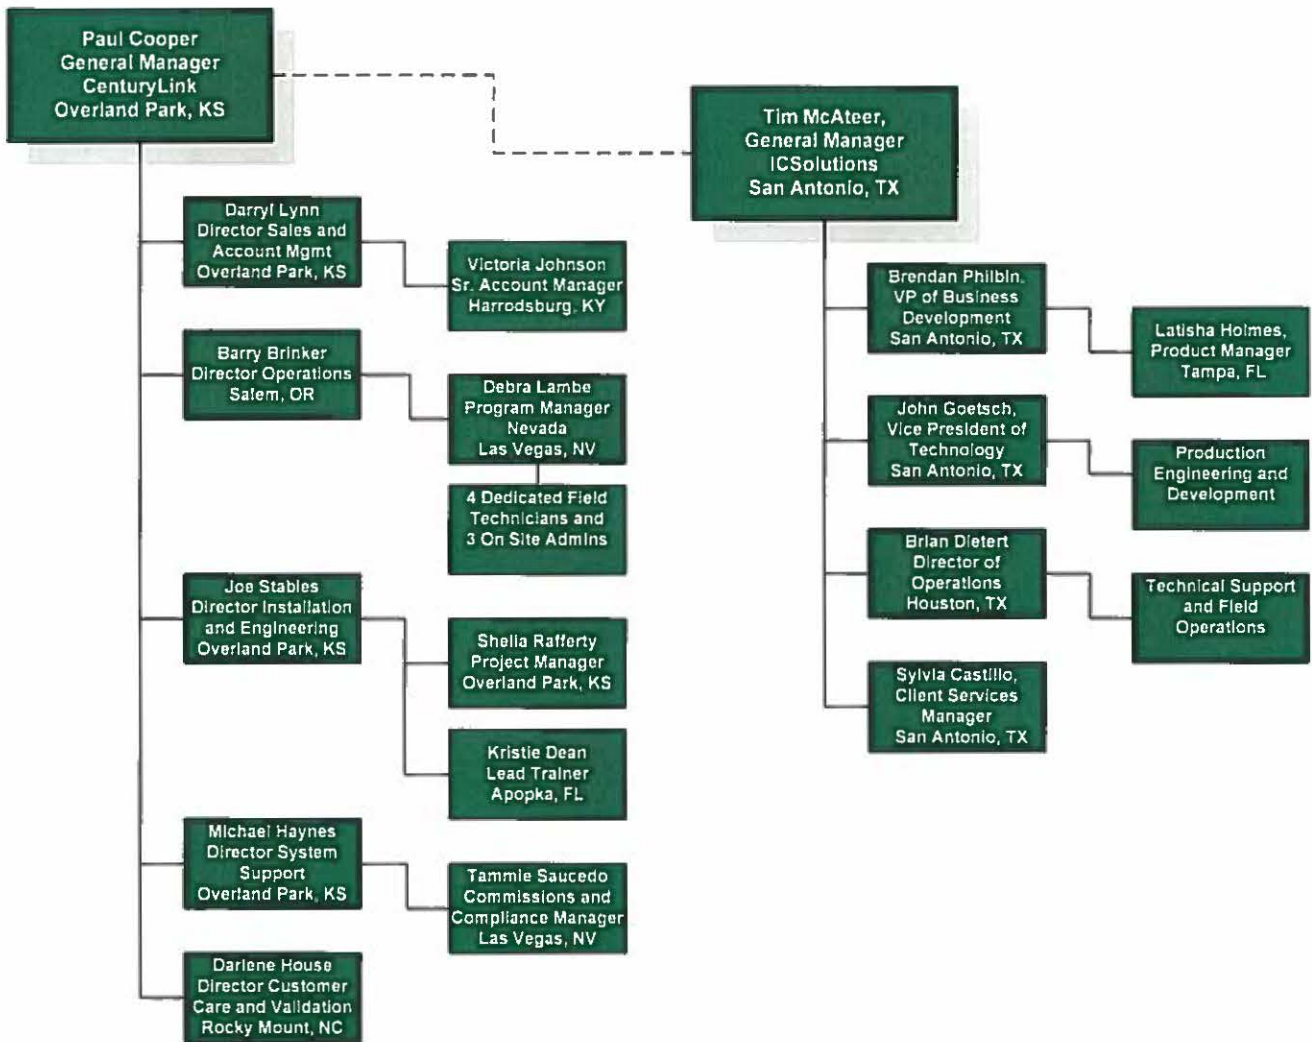 Paul Cooper
General Manager
CenturyLink
Overland Park, KS
Tim McAteer,
General Manager
ICSolutions
San Antonio, TX
Darryl Lynn
Director Sales and
Account Mgmt
Overland Park, KS
Victoria Johnson
Sr. Account Manager
Harrodsburg, KY
Barry Brinker
Director Operations
Salem, OR
Debra Lambe
Program Manager
Nevada
Las Vegas, NV
4 Dedicated Field
Technicians and
3 On Site Admins
Joe Stables
Director Installation
and Engineering
Overland Park, KS
Shella Rafferty
Project Manager
Overland Park, KS
Kristie Dean
Lead Trainer
Apopka, FL
Michael Haynes
Director System
Support
Overland Park, KS
Tammie Saucedo
Commissions and
Compliance Manager
Las Vegas, NV
Darlene House
Director Customer
Care and Validation
Rocky Mount, NC
Brendan Philbin,
VP of Business
Development
San Antonio, TX
Latisha Holmes,
Product Manager
Tampa, FL
John Goetsch,
Vice President of
Technology
San Antonio, TX
Production
Engineering and
Development
Brian Dietert
Director of
Operations
Houston, TX
Technical Support
and Field
Operations
Sylvia Castillo,
Client Services
Manager
San Antonio, TX